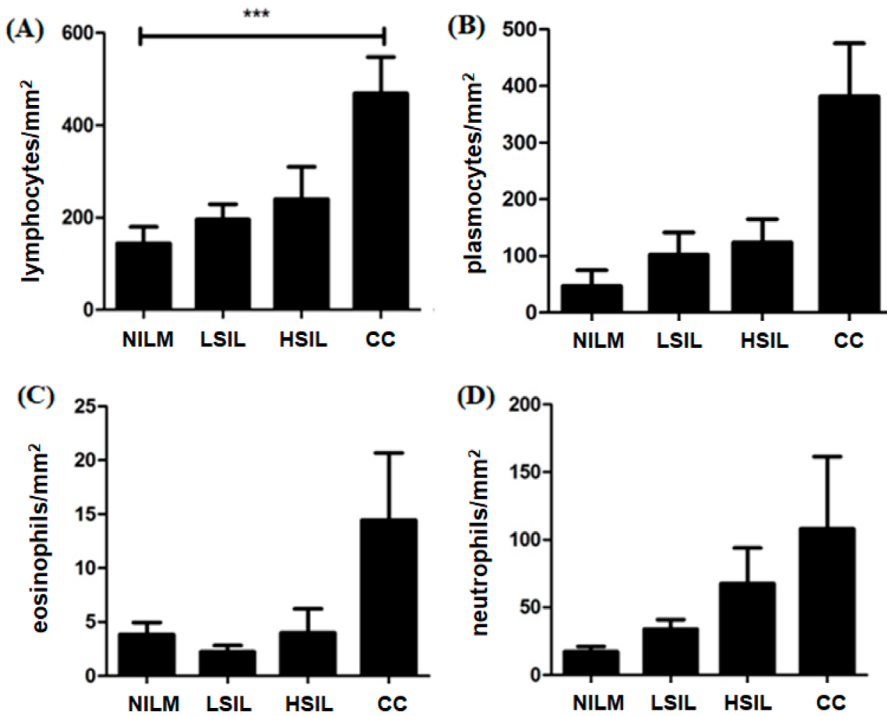 (A)
***
lymphocytes/mm²
600
400
200
0
NILM LSIL HSIL CC
(B)
plasmocytes/mm²
500
400
300
200
100
0
NILM LSIL HSIL CC
(C)
eosinophils/mm²
25
20
15
10
5
0
NILM LSIL HSIL CC
(D)
neutrophils/mm²
200
150
100
50
0
NILM LSIL HSIL CC